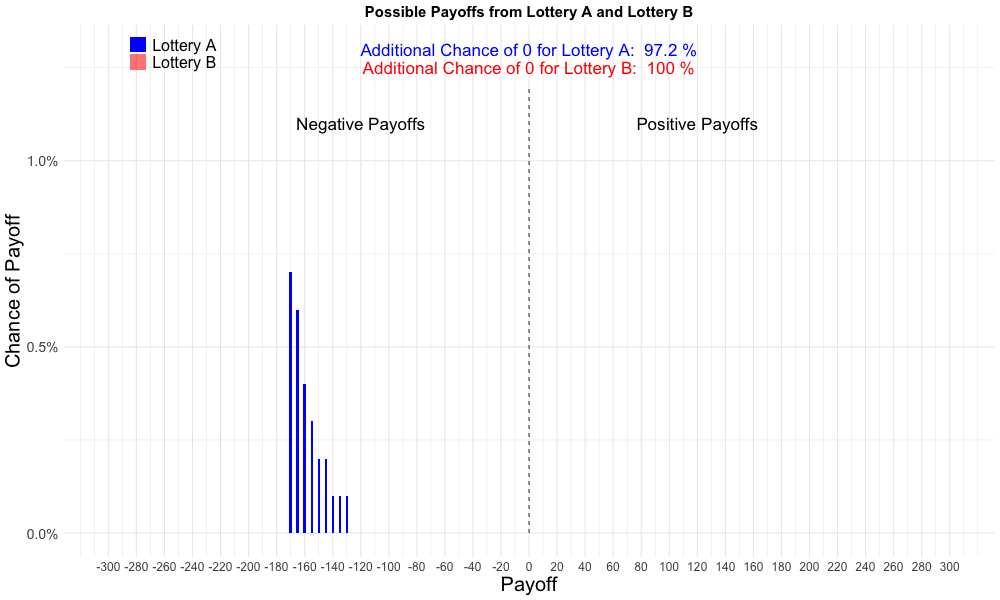 Possible Payoffs from Lottery A and Lottery B
Lottery A
Lottery B
Additional Chance of 0 for Lottery A:  97.2 %
Additional Chance of 0 for Lottery B:  100 %
Negative Payoffs
Positive Payoffs
Chance of Payoff
1.0%
0.5%
0.0%
-300 -280 -260 -240 -220 -200 -180 -160 -140 -120 -100 -80 -60 -40 -20 0 20 40 60 80 100 120 140 160 180 200 220 240 260 280 300
Payoff